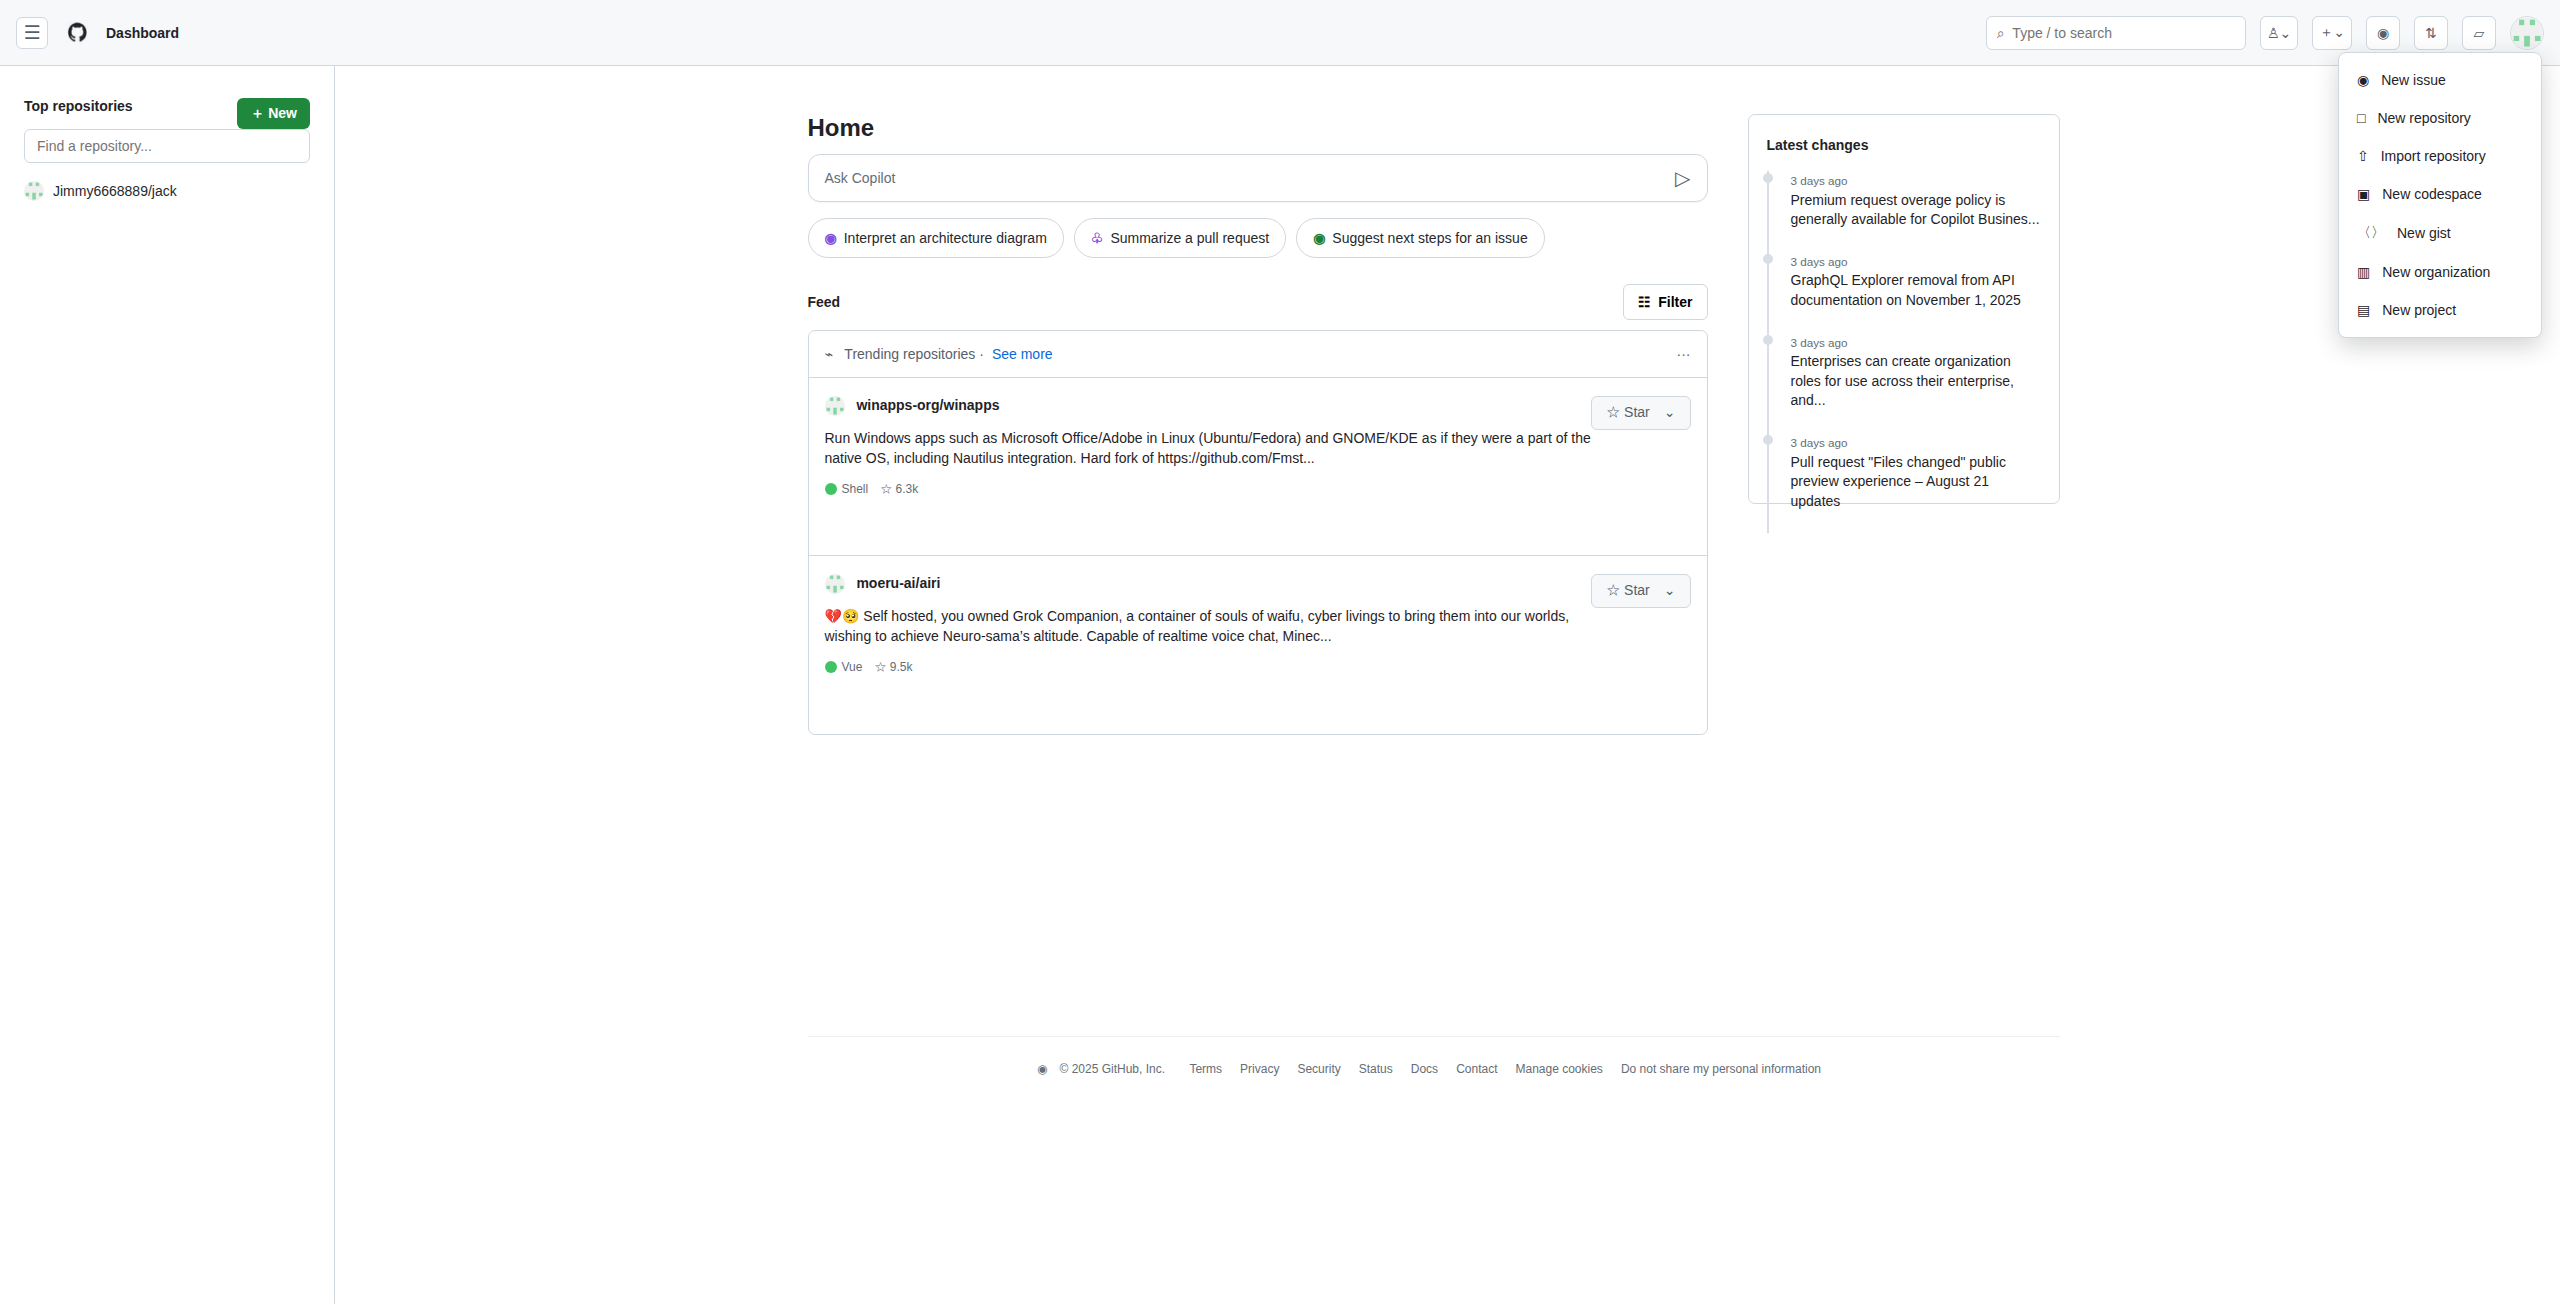 Dashboard
Type / to search
New issue
New repository
Import repository
New codespace
New gist
New organization
New project
Top repositories
+ New
Find a repository...
Jimmy6668889/jack
Home
Ask Copilot
Interpret an architecture diagram
Summarize a pull request
Suggest next steps for an issue
Feed
Filter
Trending repositories · See more
...
winapps-org/winapps
☆ Star
Run Windows apps such as Microsoft Office/Adobe in Linux (Ubuntu/Fedora) and GNOME/KDE as if they were a part of the
native OS, including Nautilus integration. Hard fork of https://github.com/Fmst...
Shell ☆ 6.3k
moeru-ai/airi
☆ Star
💔🥺 Self hosted, you owned Grok Companion, a container of souls of waifu, cyber livings to bring them into our worlds,
wishing to achieve Neuro-sama's altitude. Capable of realtime voice chat, Minec...
Vue ☆ 9.5k
Latest changes
3 days ago
Premium request overage policy is
generally available for Copilot Busines...
3 days ago
GraphQL Explorer removal from API
documentation on November 1, 2025
3 days ago
Enterprises can create organization
roles for use across their enterprise,
and...
3 days ago
Pull request "Files changed" public
preview experience – August 21
updates
© 2025 GitHub, Inc. Terms Privacy Security Status Docs Contact Manage cookies Do not share my personal information